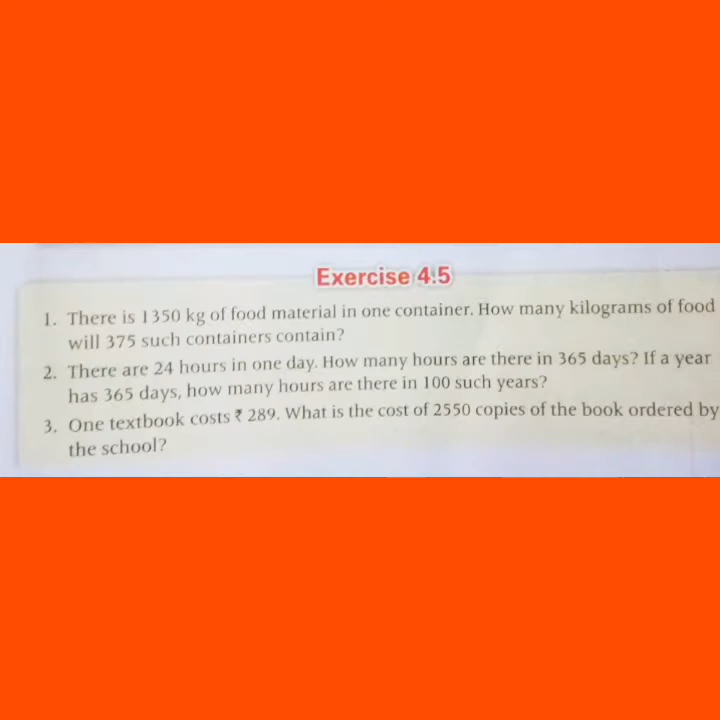 Exercise 4.5
1. There is 1350 kg of food material in one container. How many kilograms of food
will 375 such containers contain?
2. There are 24 hours in one day. How many hours are there in 365 days? If a year
has 365 days, how many hours are there in 100 such years?
3. One textbook costs ₹ 289. What is the cost of 2550 copies of the book ordered by
the school?